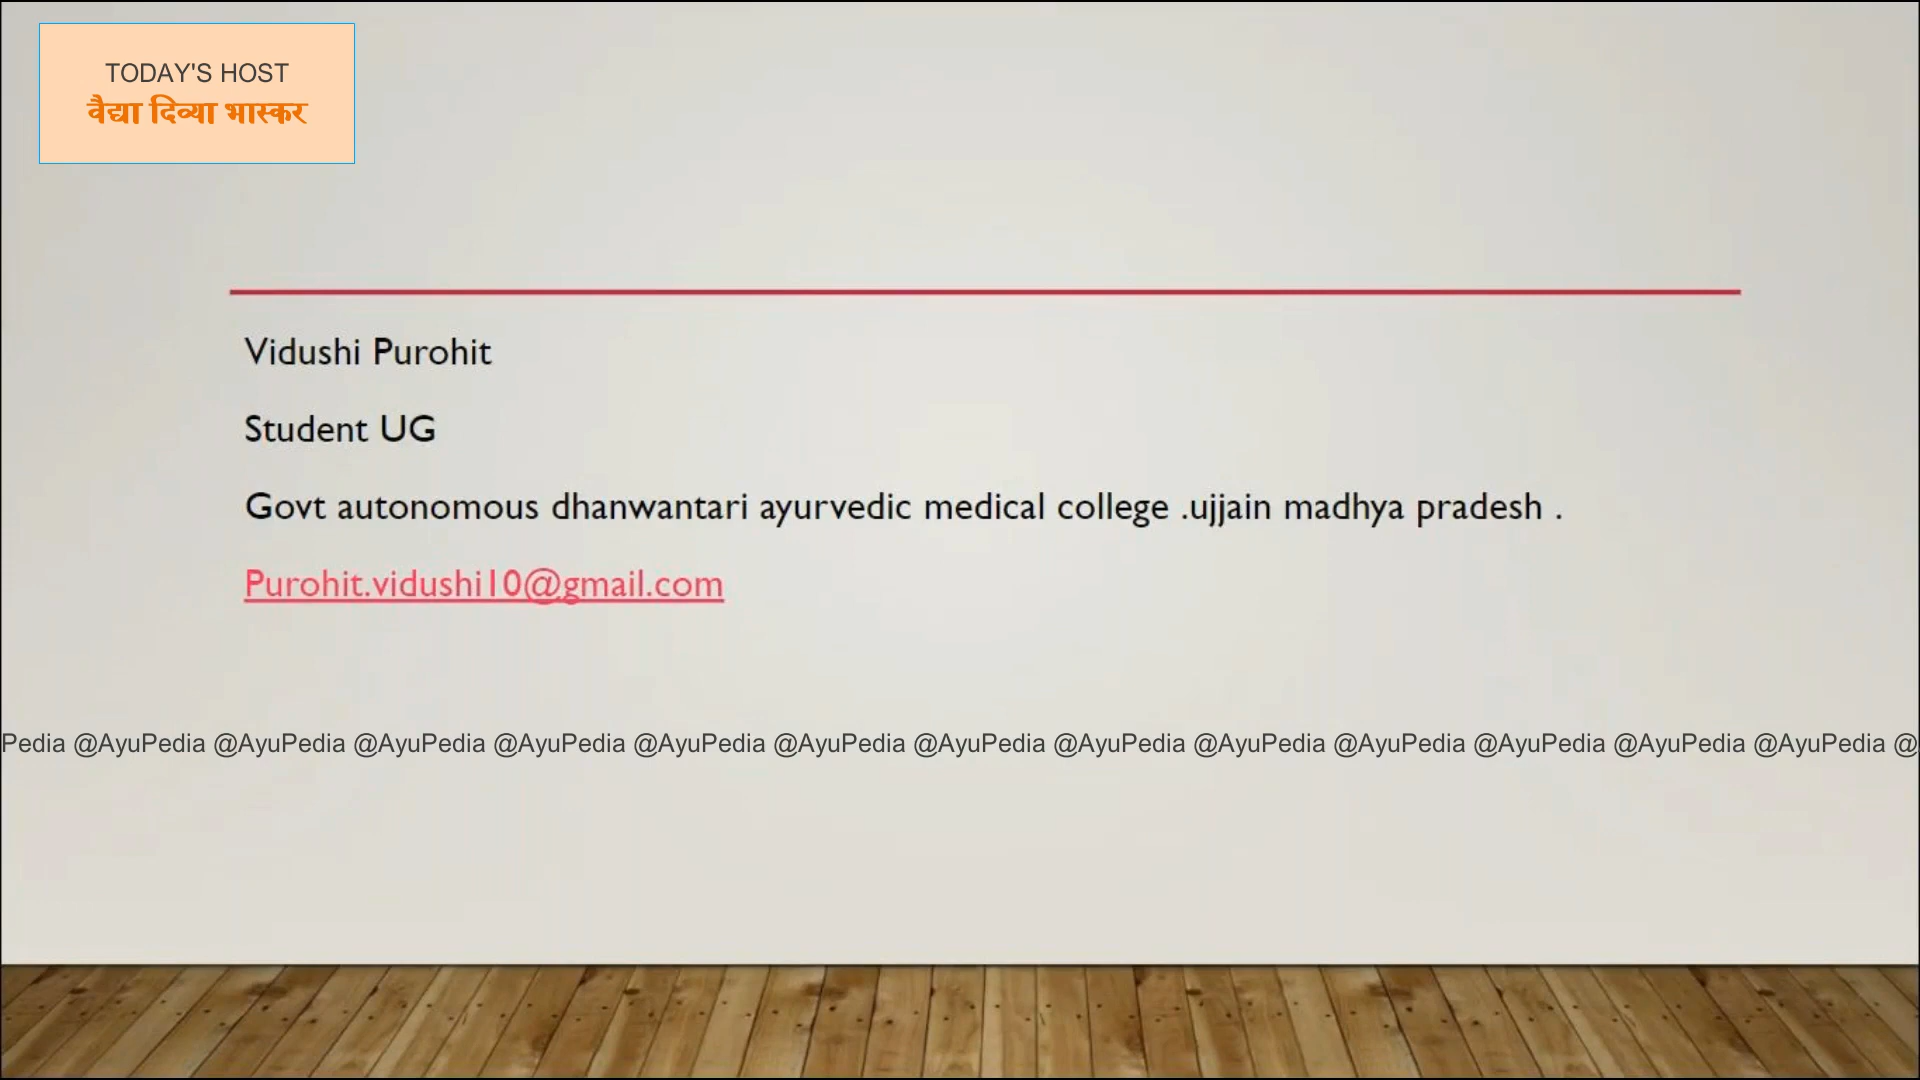 TODAY'S HOST
वैद्या दिव्या भास्कर
Vidushi Purohit
Student UG
Govt autonomous dhanwantari ayurvedic medical college .ujjain madhya pradesh .
Purohit.vidushi10@gmail.com
Pedia @AyuPedia @AyuPedia @AyuPedia @AyuPedia @AyuPedia @AyuPedia @AyuPedia @AyuPedia @AyuPedia @AyuPedia @AyuPedia @AyuPedia @AyuPedia @